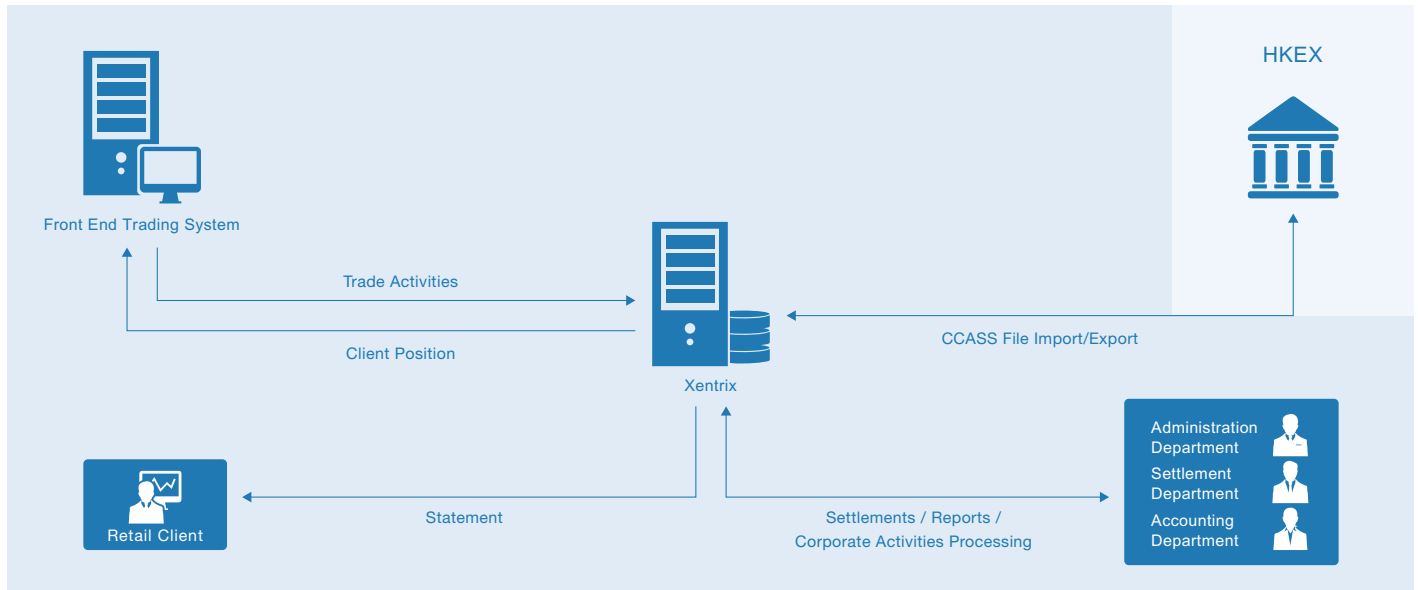 HKEX
Front End Trading System
Trade Activities
Client Position
CCASS File Import/Export
Xentrix
Administration
Department
Settlement
Department
Accounting
Department
Retail Client
Statement
Settlements / Reports /
Corporate Activities Processing